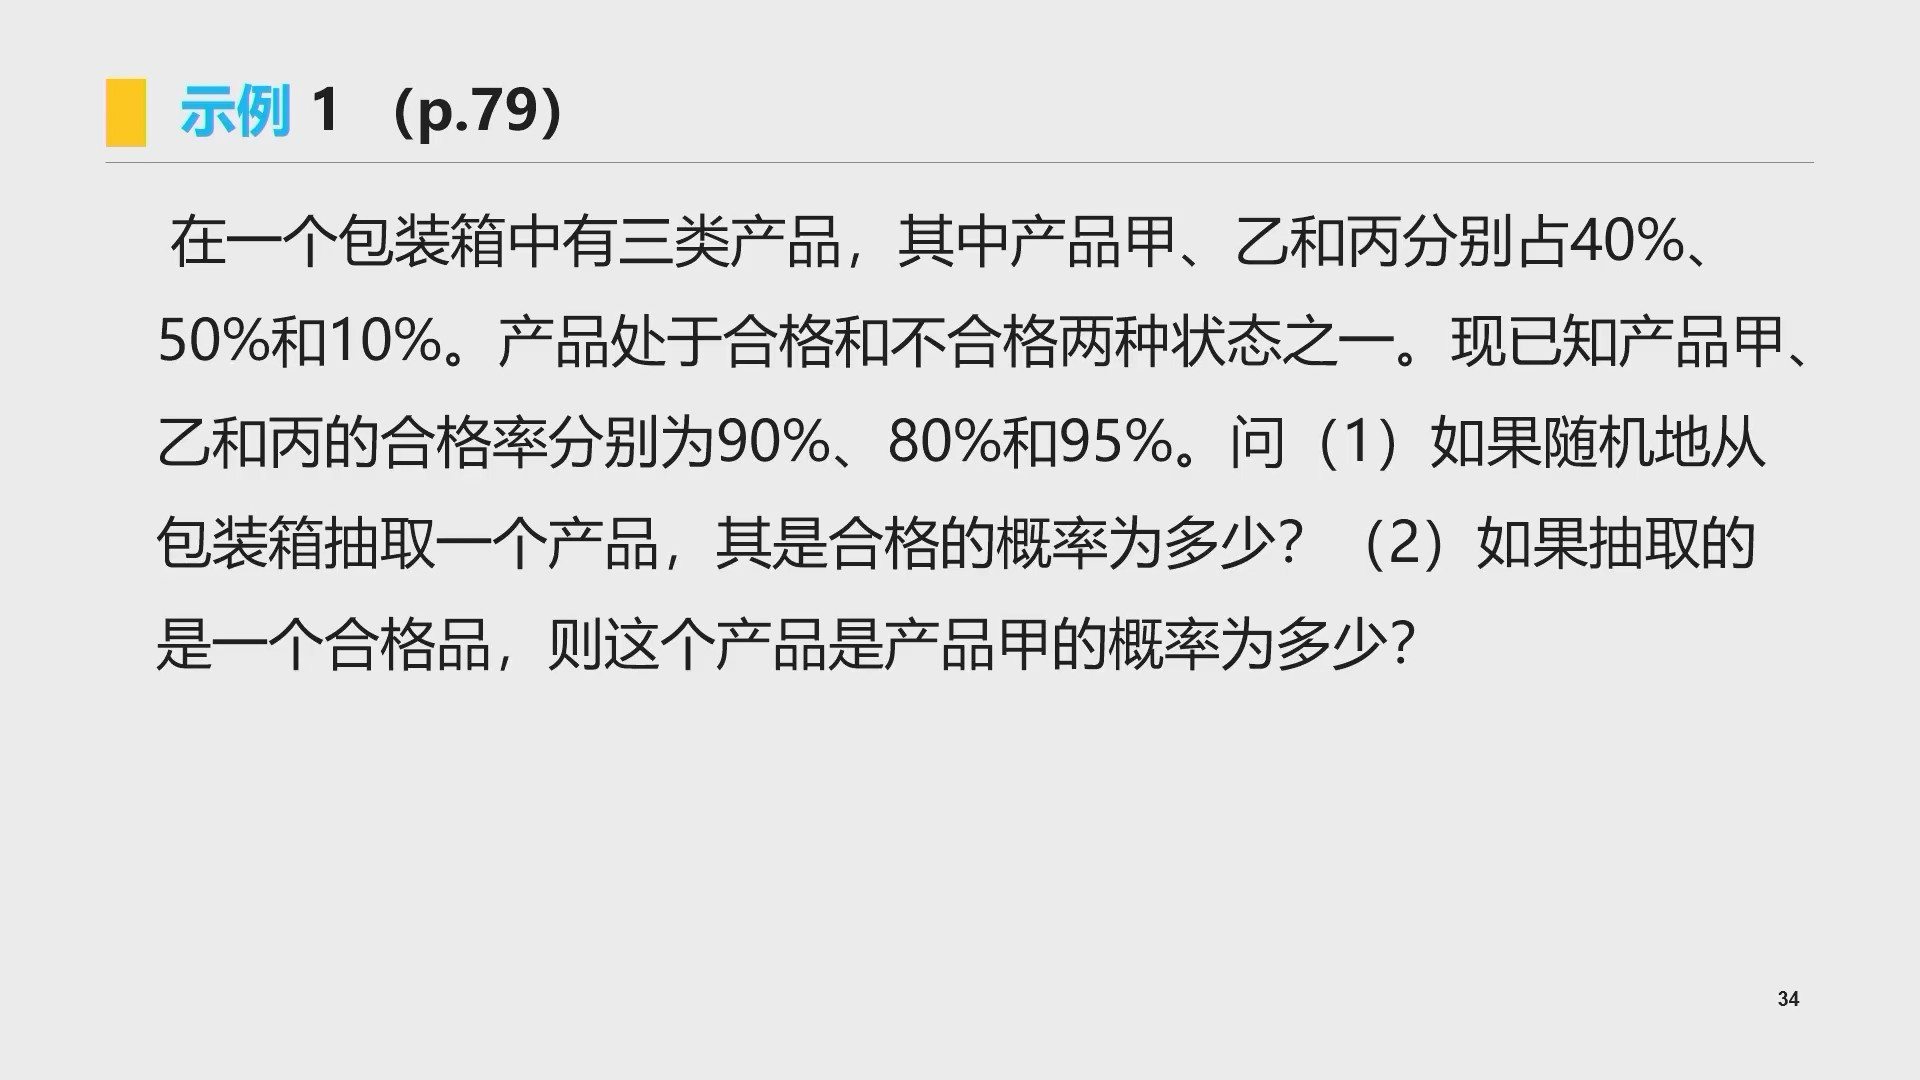 示例 1 （p.79）
在一个包装箱中有三类产品，其中产品甲、乙和丙分别占40%、
50%和10%。产品处于合格和不合格两种状态之一。现已知产品甲、
乙和丙的合格率分别为90%、80%和95%。问（1）如果随机地从
包装箱抽取一个产品，其是合格的概率为多少？（2）如果抽取的
是一个合格品，则这个产品是产品甲的概率为多少？
34